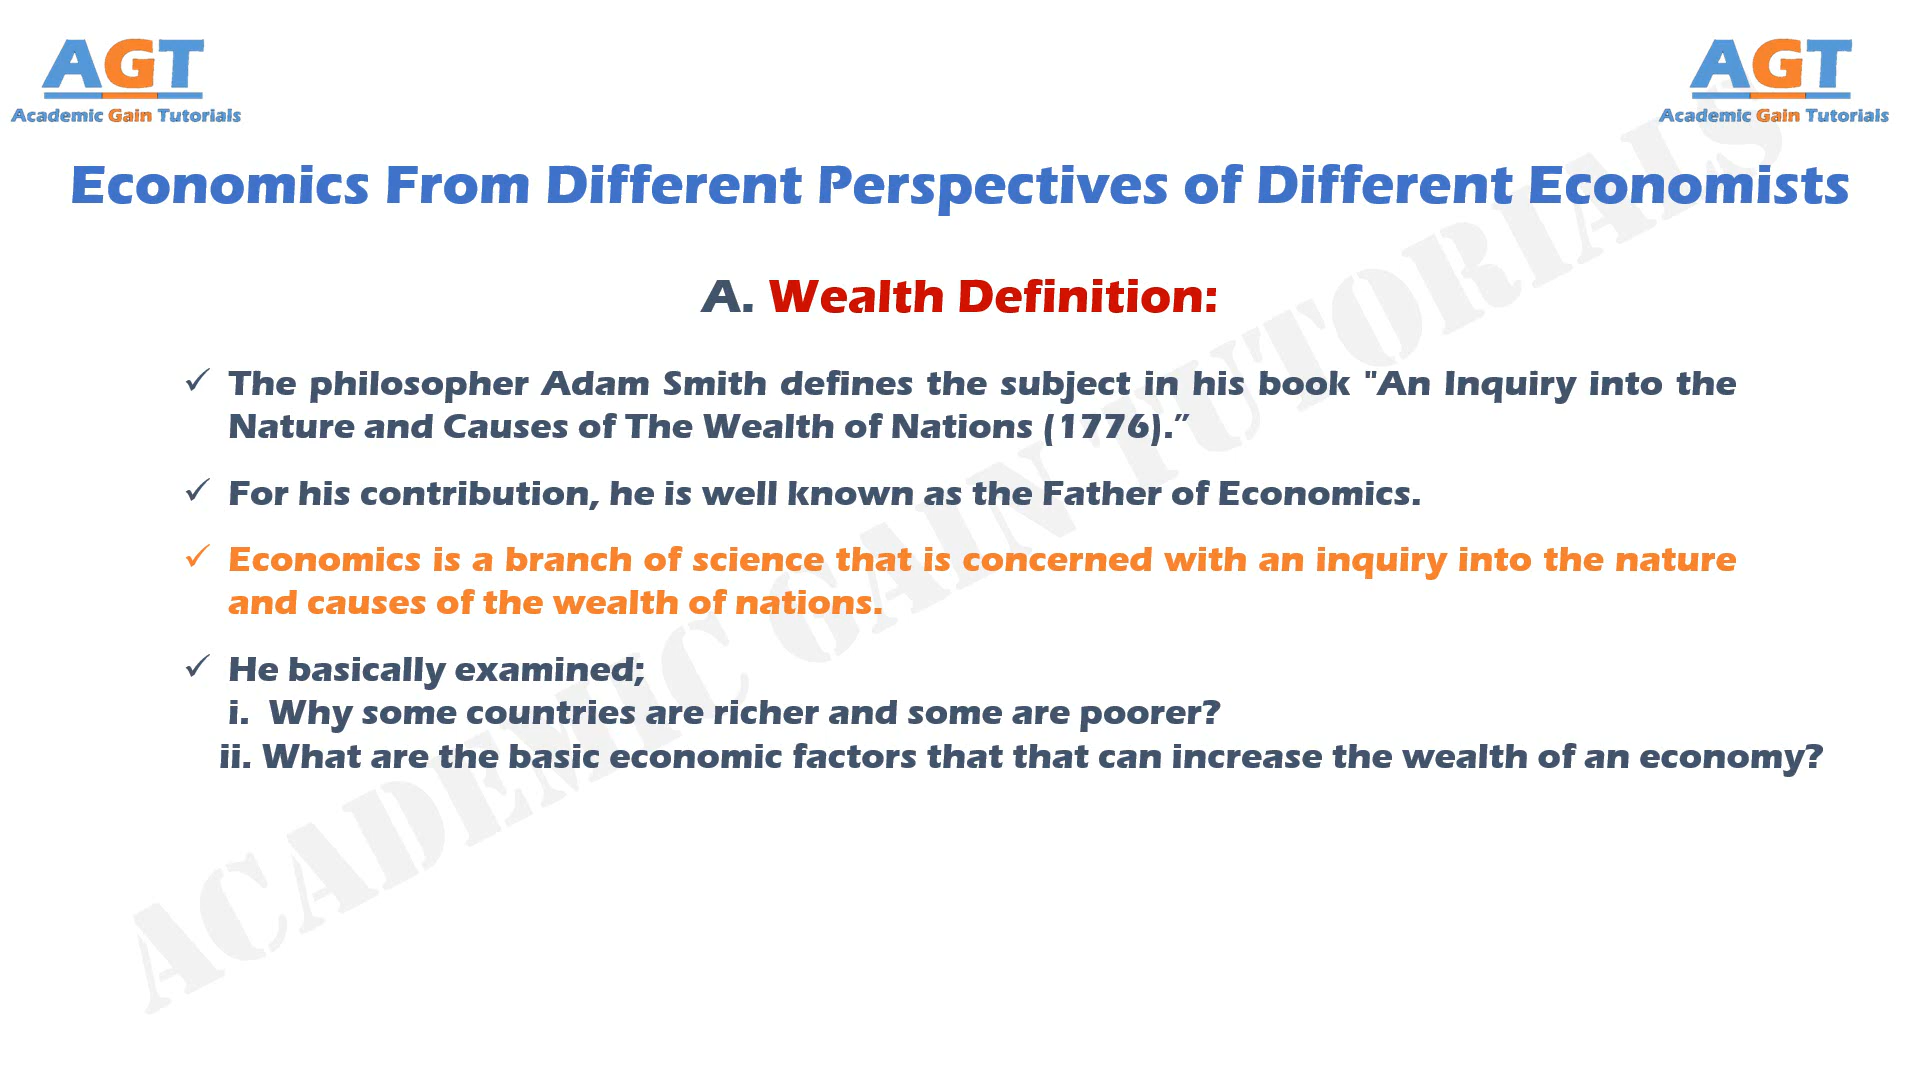 AGT
Academic Gain Tutorials
AGT
Academic Gain Tutorials
Economics From Different Perspectives of Different Economists
A. Wealth Definition:
✓ The philosopher Adam Smith defines the subject in his book "An Inquiry into the
Nature and Causes of The Wealth of Nations (1776).”
✓ For his contribution, he is well known as the Father of Economics.
✓ Economics is a branch of science that is concerned with an inquiry into the nature
and causes of the wealth of nations.
✓ He basically examined;
i. Why some countries are richer and some are poorer?
ii. What are the basic economic factors that that can increase the wealth of an economy?
ACADEMIC GAIN TUTORIALS